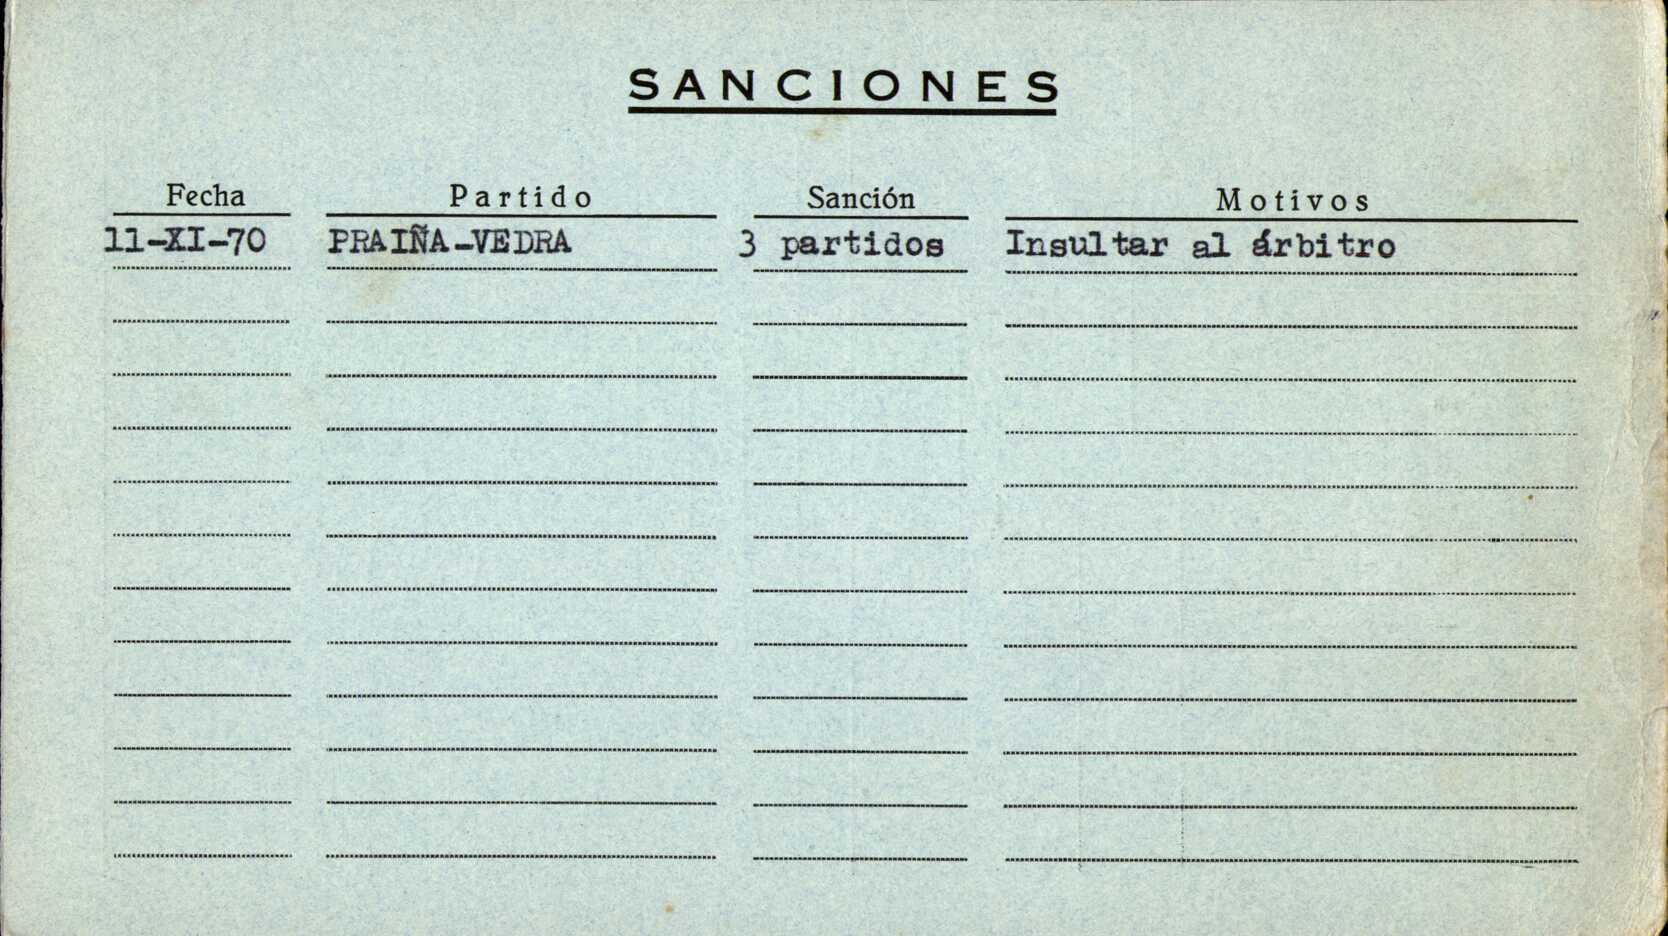 SANCIONES
Fecha Partido Sanción Motivos
11-XI-70 PRAIÑA-VEDRA 3 partidos Insultar al árbitro